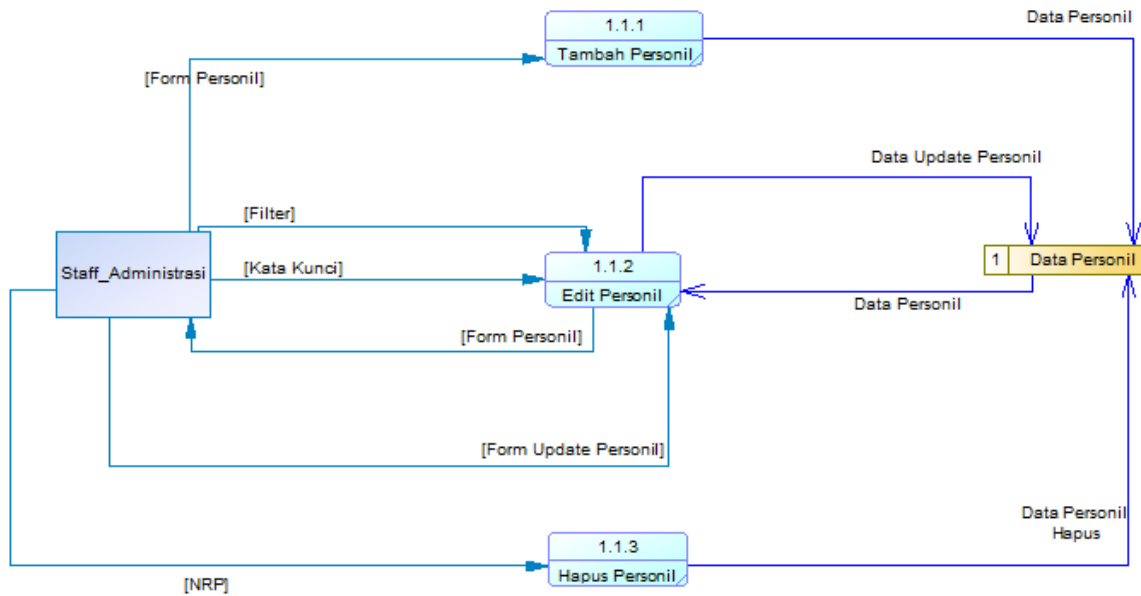 Data Personil
1.1.1
Tambah Personil
[Form Personil]
Data Update Personil
[Filter]
Staff_Administrasi
[Kata Kunci]
1.1.2
Edit Personil
1
Data Personil
Data Personil
[Form Personil]
[Form Update Personil]
Data Personil
Hapus
1.1.3
Hapus Personil
[NRP]